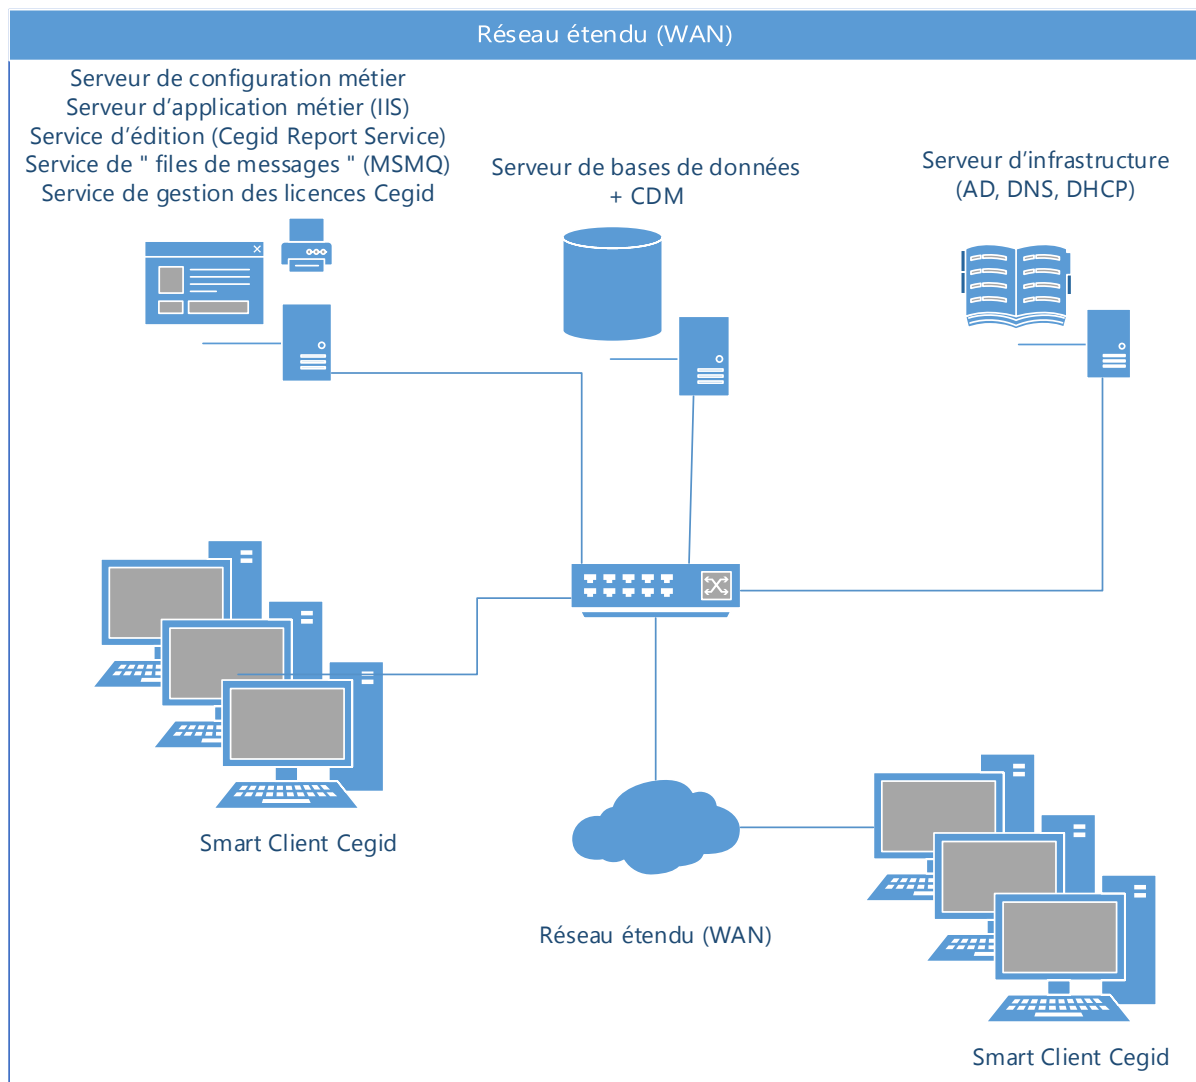 Réseau étendu (WAN)
Serveur de configuration métier
Serveur d’application métier (IIS)
Service d’édition (Cegid Report Service)
Service de " files de messages " (MSMQ)
Service de gestion des licences Cegid
Serveur de bases de données
+ CDM
Serveur d’infrastructure
(AD, DNS, DHCP)
Smart Client Cegid
Réseau étendu (WAN)
Smart Client Cegid